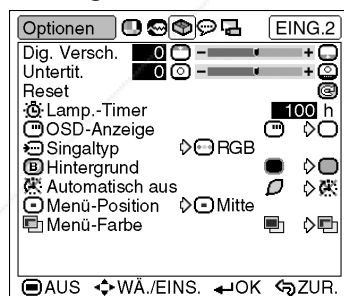 Optionen EING.2
Dig. Versch. 0 − +
Untertit. 0 − +
Reset
Lamp.-Timer 100 h
OSD-Anzeige
Singaltyp RGB
B Hintergrund
Automatisch aus
Menü-Position Mitte
Menü-Farbe
AUS WÄ./EINS. OK ZUR.